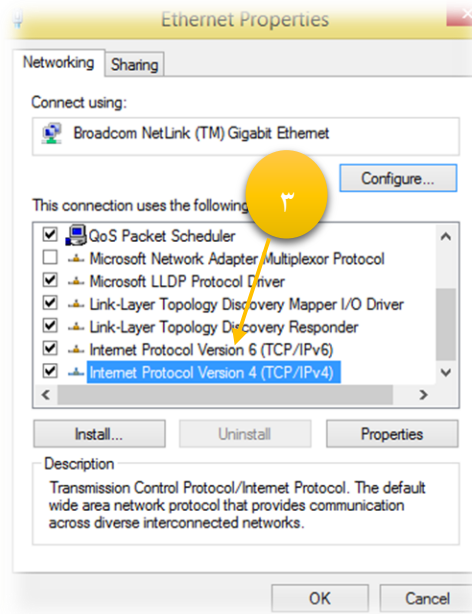 Ethernet Properties
Networking
Sharing
Connect using:
Broadcom NetLink (TM) Gigabit Ethernet
Configure...
This connection uses the following
٣
QoS Packet Scheduler
Microsoft Network Adapter Multiplexor Protocol
Microsoft LLDP Protocol Driver
Link-Layer Topology Discovery Mapper I/O Driver
Link-Layer Topology Discovery Responder
Internet Protocol Version 6 (TCP/IPv6)
Internet Protocol Version 4 (TCP/IPv4)
Install...
Uninstall
Properties
Description
Transmission Control Protocol/Internet Protocol. The default
wide area network protocol that provides communication
across diverse interconnected networks.
OK
Cancel